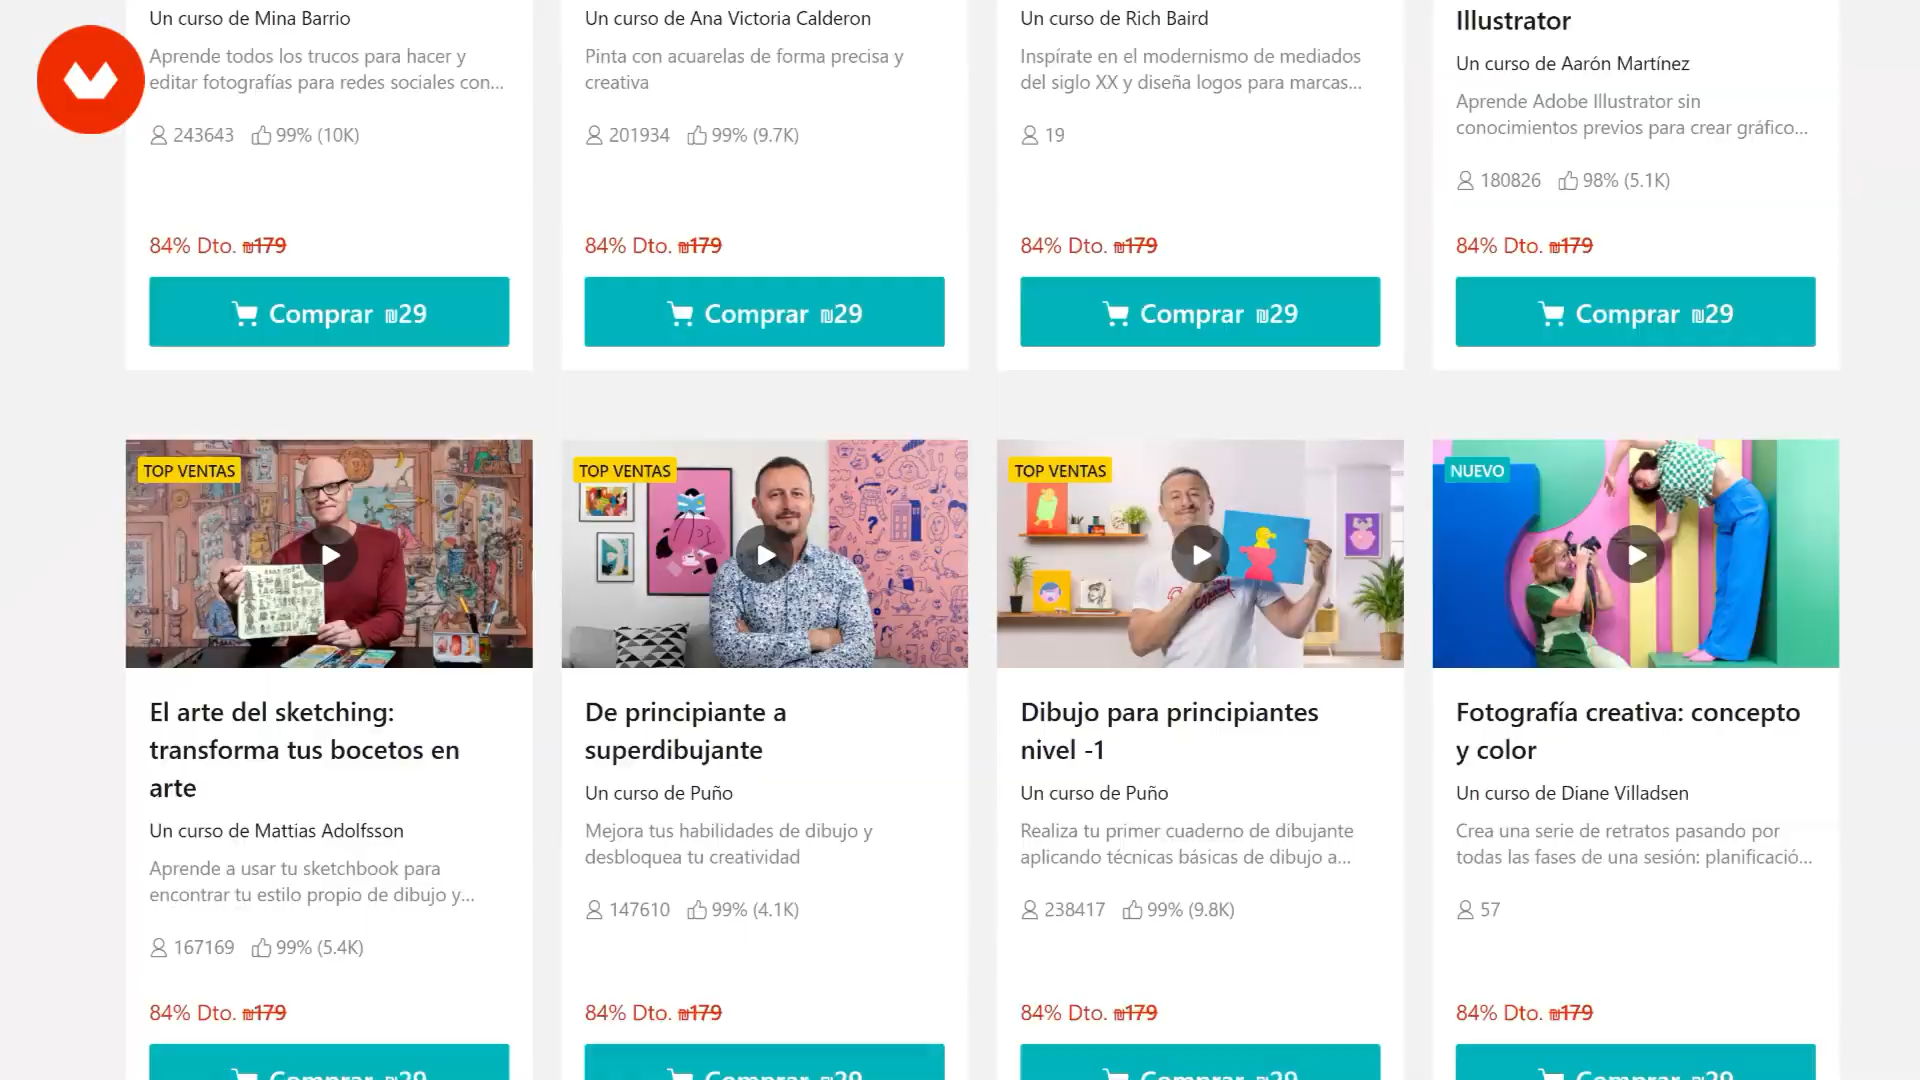 Un curso de Mina Barrio
Aprende todos los trucos para hacer y
editar fotografías para redes sociales con...
243643 99% (10K)
84% Dto. ₪179
Comprar ₪29
Un curso de Ana Victoria Calderon
Pinta con acuarelas de forma precisa y
creativa
201934 99% (9.7K)
84% Dto. ₪179
Comprar ₪29
Un curso de Rich Baird
Inspírate en el modernismo de mediados
del siglo XX y diseña logos para marcas...
19
84% Dto. ₪179
Comprar ₪29
Illustrator
Un curso de Aarón Martínez
Aprende Adobe Illustrator sin
conocimientos previos para crear gráfico...
180826 98% (5.1K)
84% Dto. ₪179
Comprar ₪29
TOP VENTAS
El arte del sketching:
transforma tus bocetos en
arte
Un curso de Mattias Adolfsson
Aprende a usar tu sketchbook para
encontrar tu estilo propio de dibujo y...
167169 99% (5.4K)
84% Dto. ₪179
Comprar ₪29
TOP VENTAS
De principiante a
superdibujante
Un curso de Puño
Mejora tus habilidades de dibujo y
desbloquea tu creatividad
147610 99% (4.1K)
84% Dto. ₪179
Comprar ₪29
TOP VENTAS
Dibujo para principiantes
nivel -1
Un curso de Puño
Realiza tu primer cuaderno de dibujante
aplicando técnicas básicas de dibujo a...
238417 99% (9.8K)
84% Dto. ₪179
Comprar ₪29
NUEVO
Fotografía creativa: concepto
y color
Un curso de Diane Villadsen
Crea una serie de retratos pasando por
todas las fases de una sesión: planificació...
57
84% Dto. ₪179
Comprar ₪29